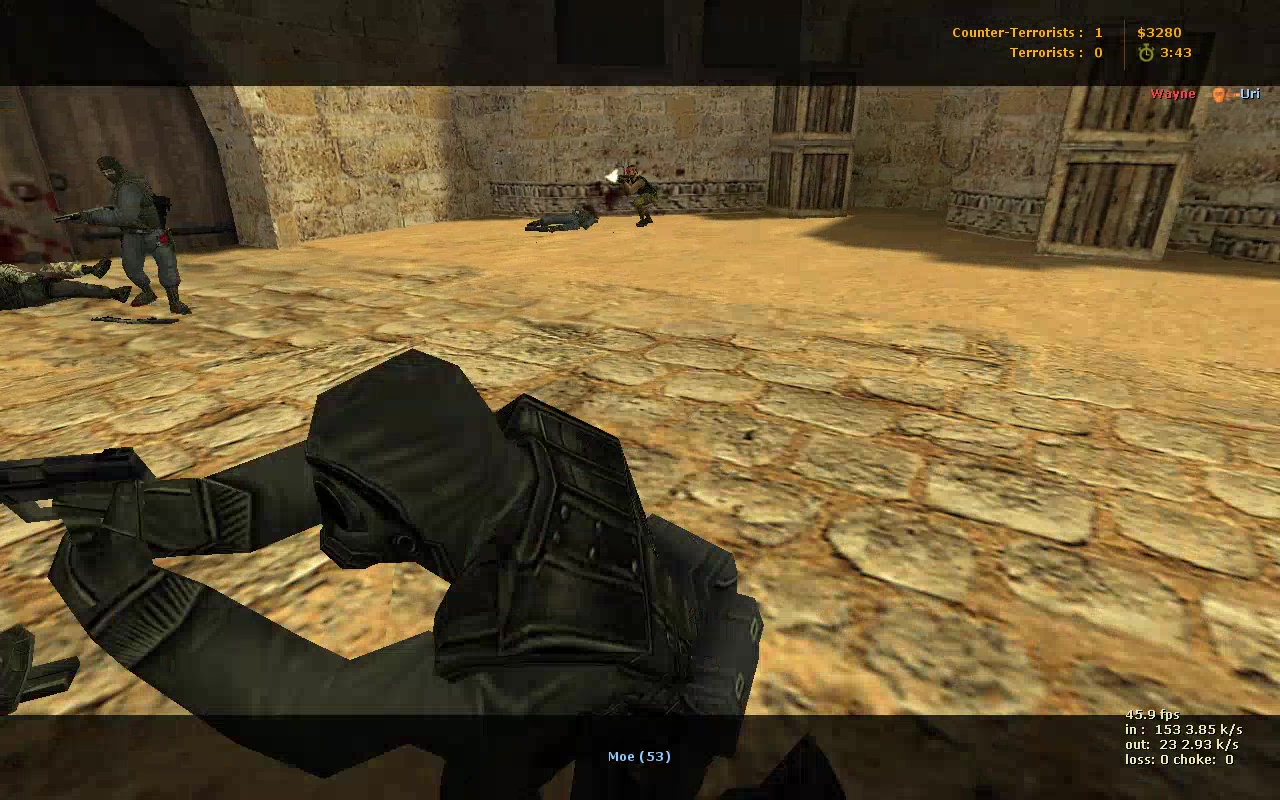 Counter-Terrorists : 1 $3280
Terrorists : 0 3:43
Wayne Uri
45.9 fps
in : 153 3.85 k/s
out: 23 2.93 k/s
loss: 0 choke: 0
Moe (53)